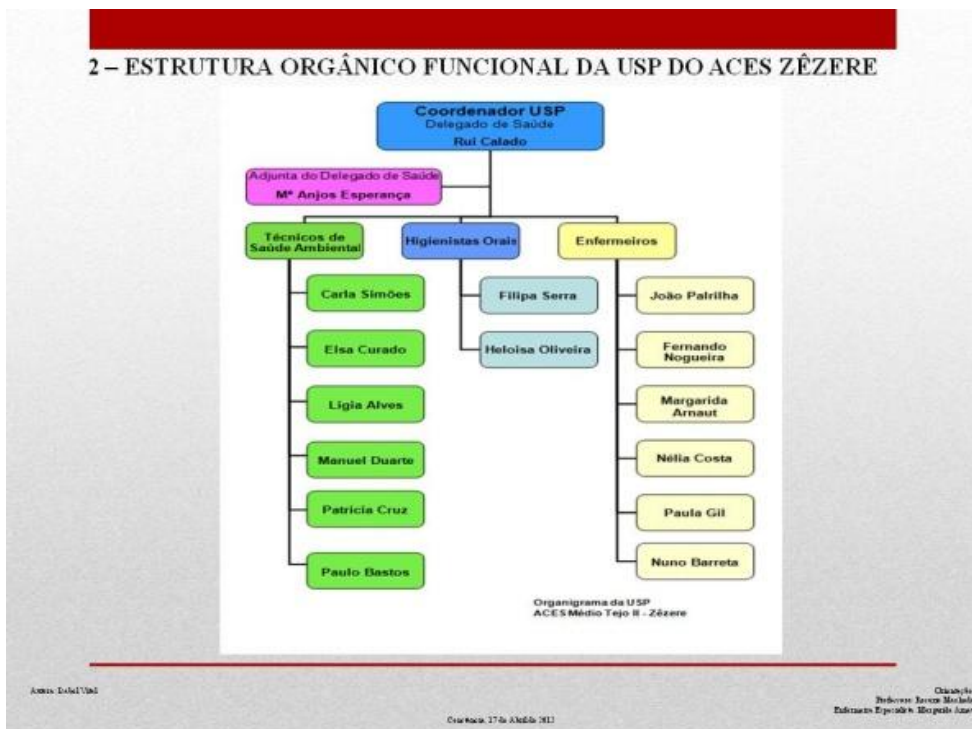 2 – ESTRUTURA ORGÂNICO FUNCIONAL DA USP DO ACES ZÊZERE
Coordenador USP
Delegado de Saúde
Rui Calado
Adjunta do Delegado de Saúde
Mª Anjos Esperança
Técnicos de
Saúde Ambiental
Higienistas Orais
Enfermeiros
Carla Simões
Filipa Serra
João Palrilha
Elsa Curado
Heloisa Oliveira
Fernando
Nogueira
Ligia Alves
Margarida
Arnaut
Manuel Duarte
Nélia Costa
Patrícia Cruz
Paula Gil
Paulo Bastos
Nuno Barreta
Organigrama da USP
ACES Médio Tejo II - Zêzere